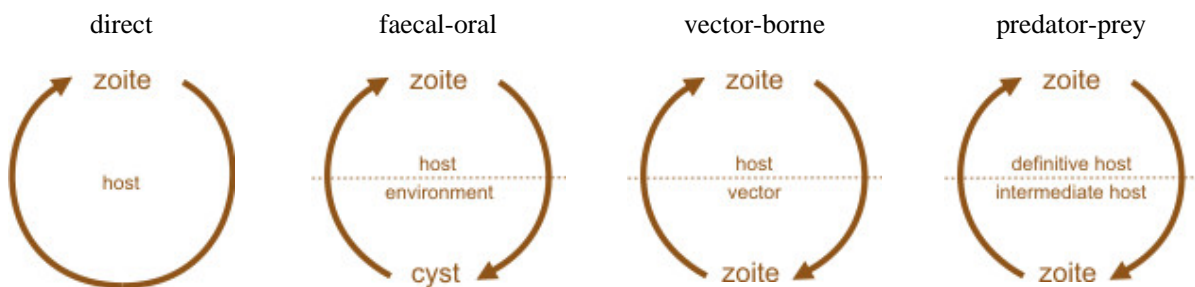 direct
faecal-oral
vector-borne
predator-prey
zoite
zoite
zoite
zoite
host
host
environment
host
vector
definitive host
intermediate host
cyst
zoite
zoite